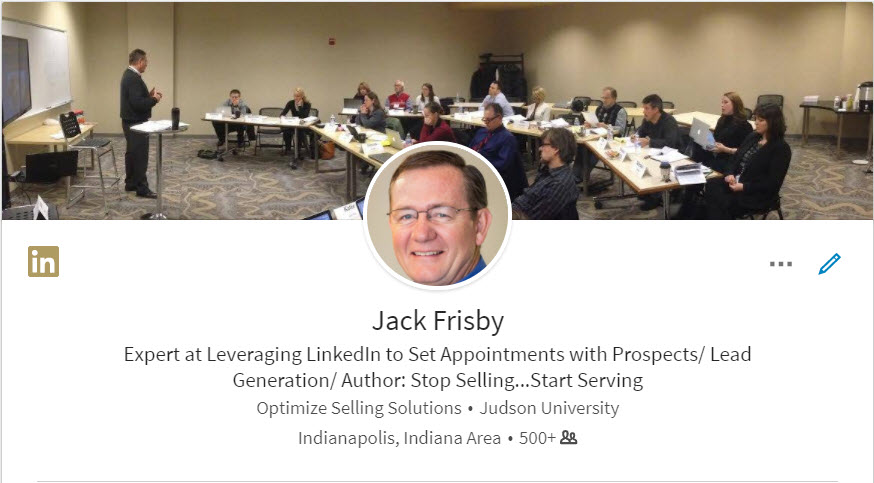 in
Jack Frisby
Expert at Leveraging LinkedIn to Set Appointments with Prospects/ Lead
Generation/ Author: Stop Selling...Start Serving
Optimize Selling Solutions • Judson University
Indianapolis, Indiana Area • 500+